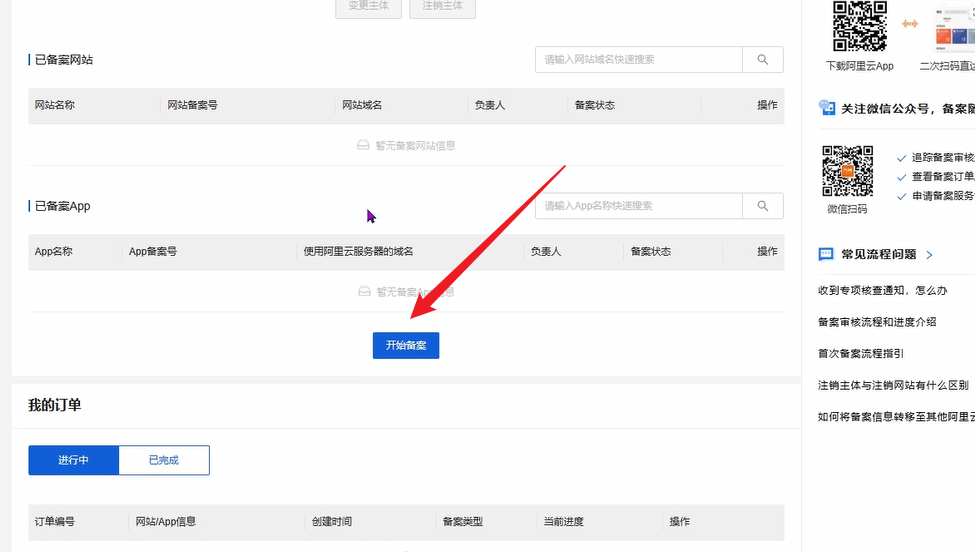 变更主体 注销主体
已备案网站
请输入网站域名快速搜索
网站名称 网站备案号 网站域名 负责人 备案状态 操作
暂无备案网站信息
已备案App
请输入App名称快速搜索
App名称 App备案号 使用阿里云服务器的域名 负责人 备案状态 操作
暂无备案App信息
开始备案
我的订单
进行中 已完成
订单编号 网站/App信息 创建时间 备案类型 当前进度 操作
下载阿里云App 二次扫码直达
关注微信公众号，备案
追踪备案审核
查看备案订单
申请备案服务
微信扫码
常见流程问题
收到专项核查通知，怎么办
备案审核流程和进度介绍
首次备案流程指引
注销主体与注销网站有什么区别
如何将备案信息转移至其他阿里云